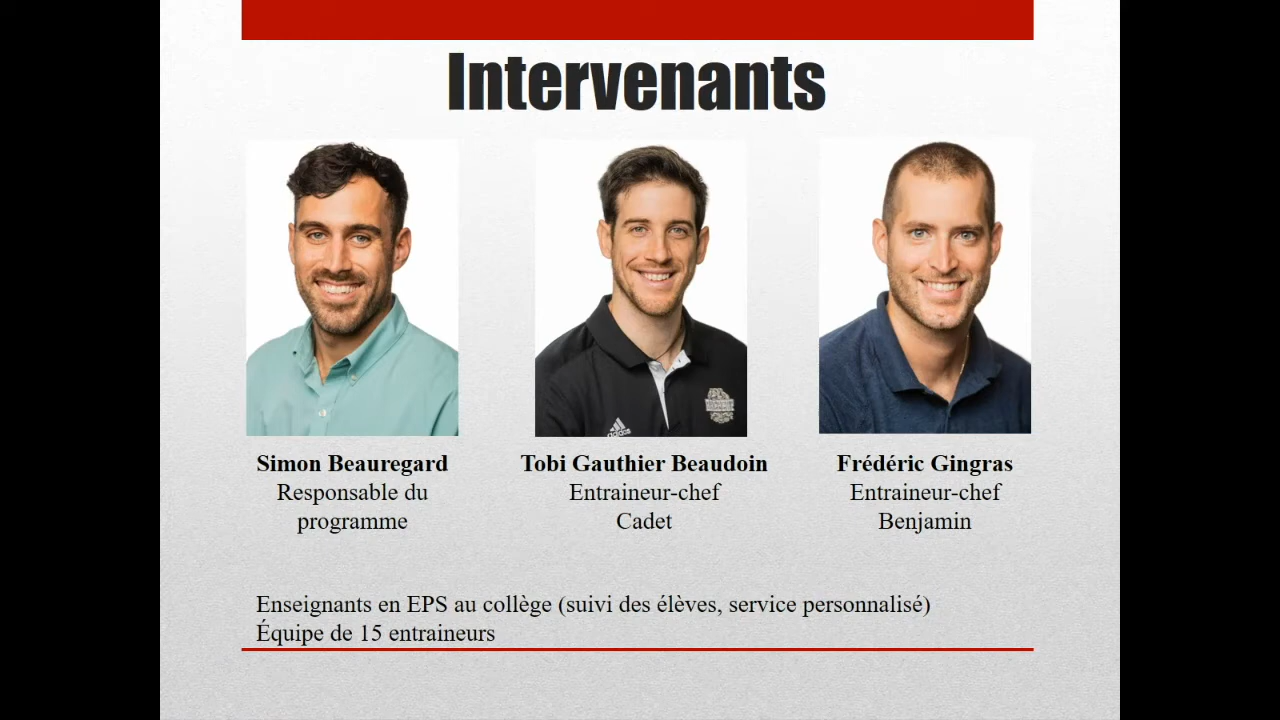 Intervenants
Simon Beauregard
Responsable du
programme
Tobi Gauthier Beaudoin
Entraineur-chef
Cadet
Frédéric Gingras
Entraineur-chef
Benjamin
adidas
Enseignants en EPS au collège (suivi des élèves, service personnalisé)
Équipe de 15 entraineurs